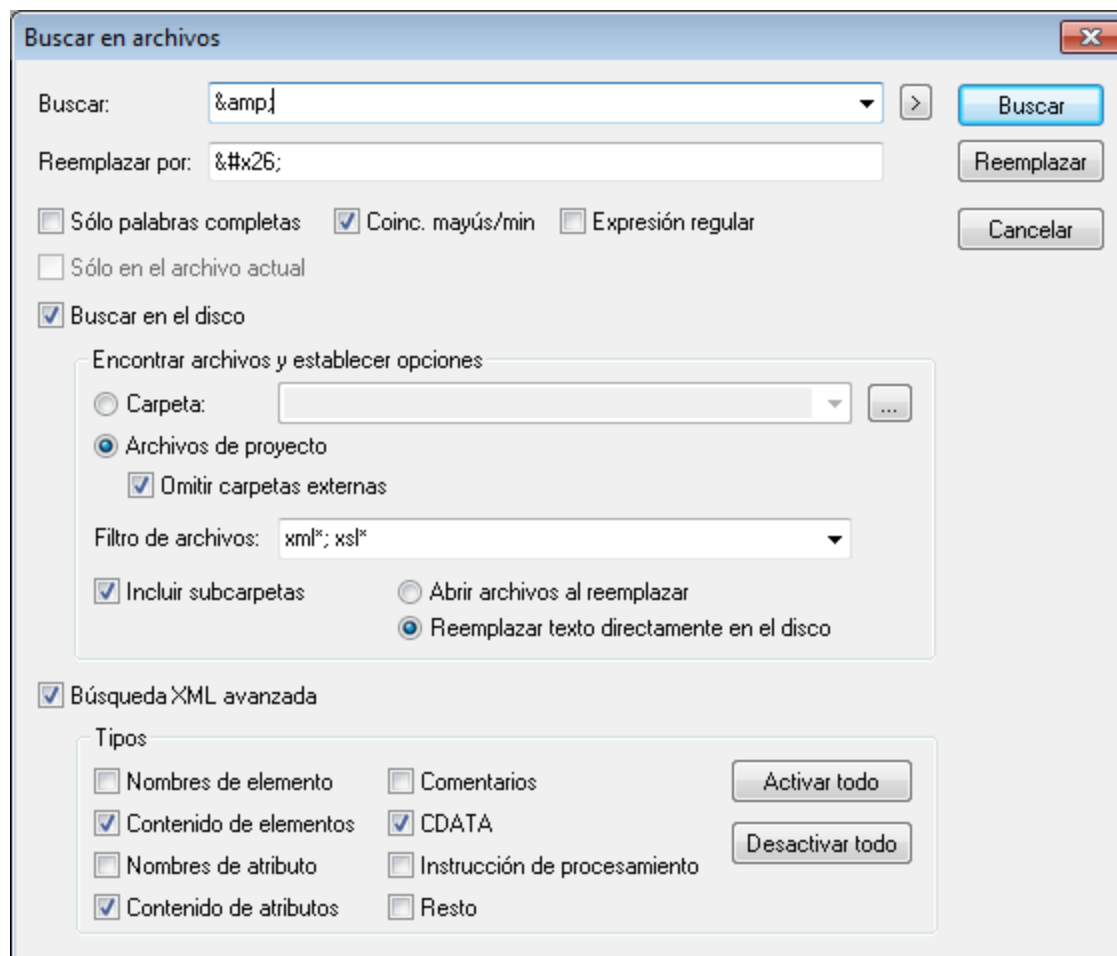 Buscar en archivos
Buscar: &amp; > Buscar
Reemplazar por: &#x26; Reemplazar
Sólo palabras completas Coinc. mayús/min Expresión regular Cancelar
Sólo en el archivo actual
Buscar en el disco
Encontrar archivos y establecer opciones
Carpeta: ...
Archivos de proyecto
Omitir carpetas externas
Filtro de archivos: xml*; xsl*
Incluir subcarpetas Abrir archivos al reemplazar
Reemplazar texto directamente en el disco
Búsqueda XML avanzada
Tipos
Nombres de elemento Comentarios Activar todo
Contenido de elementos CDATA
Nombres de atributo Instrucción de procesamiento Desactivar todo
Contenido de atributos Resto